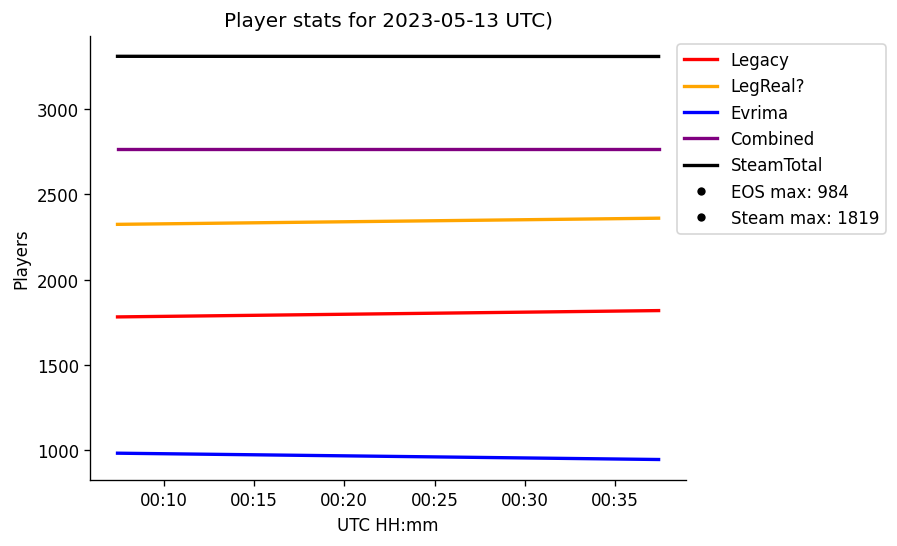 Player stats for 2023-05-13 UTC)
Legacy
LegReal?
Evrima
Combined
SteamTotal
EOS max: 984
Steam max: 1819
Players
3000
2500
2000
1500
1000
00:10 00:15 00:20 00:25 00:30 00:35
UTC HH:mm